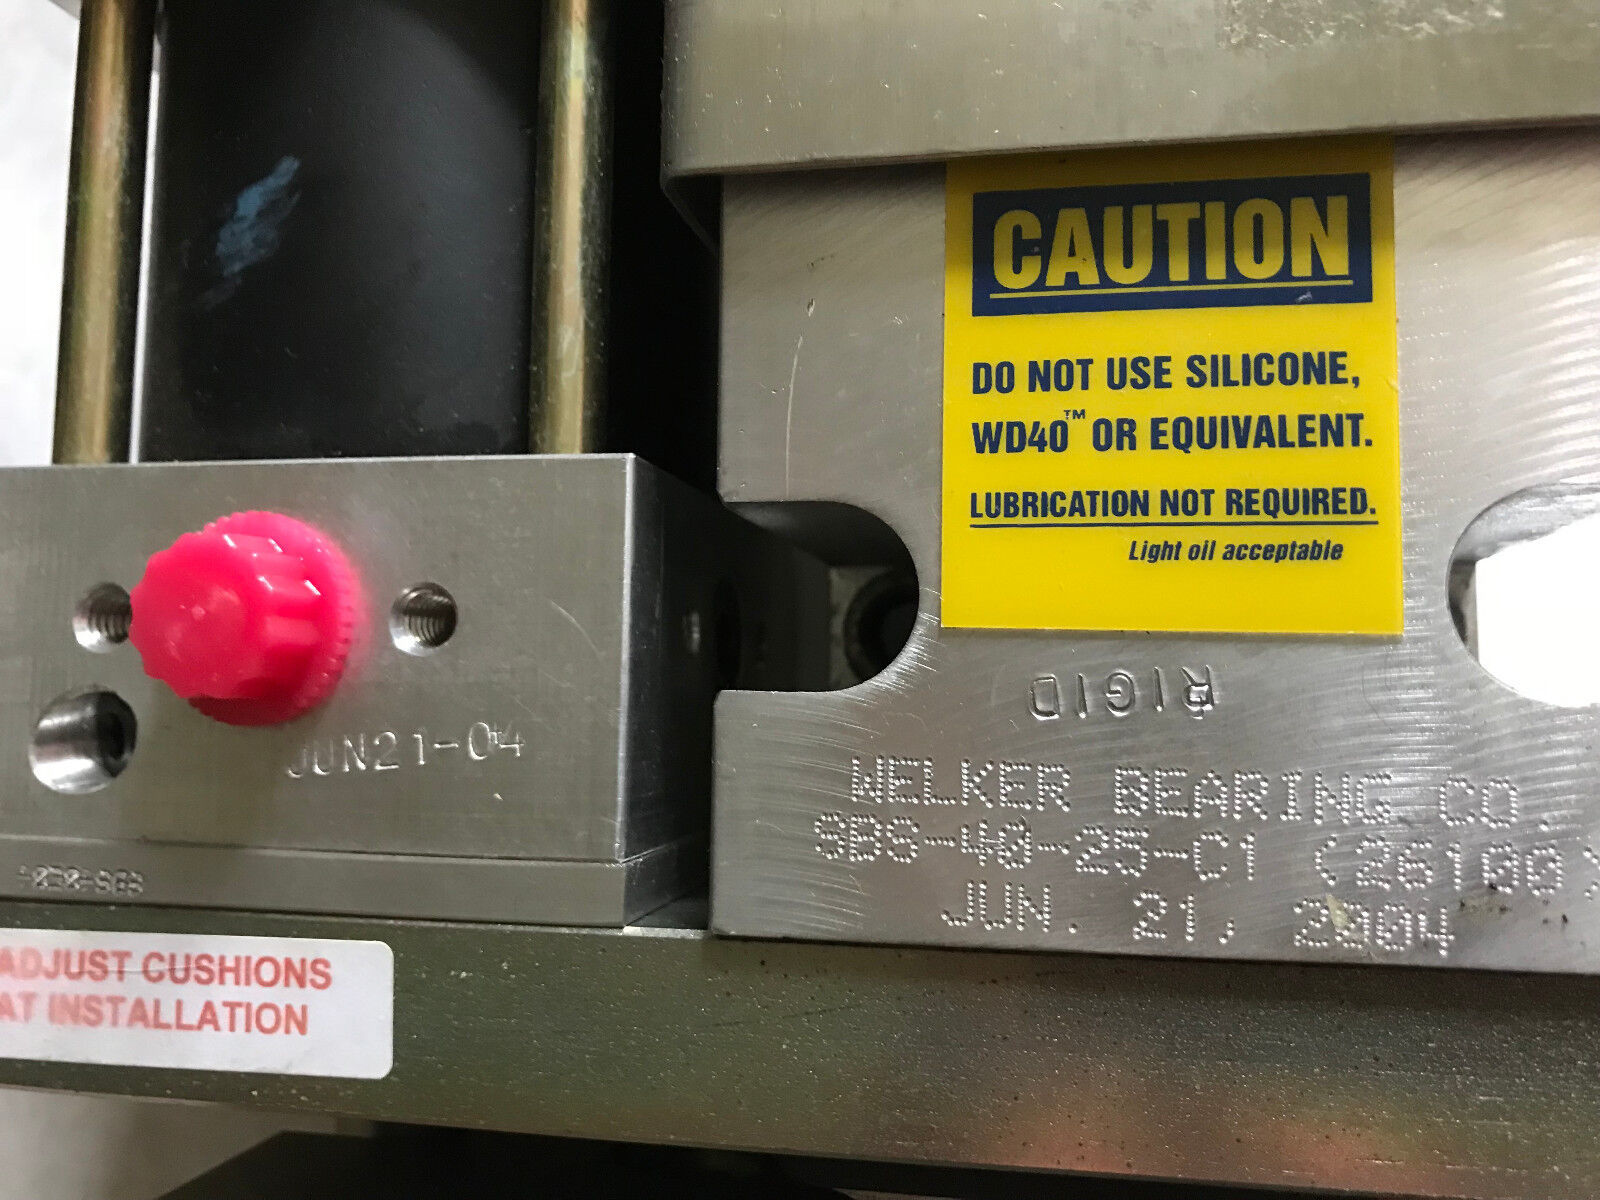 CAUTION
DO NOT USE SILICONE,
WD40™ OR EQUIVALENT.
LUBRICATION NOT REQUIRED.
Light oil acceptable
RIGID
JUN21-04
WELKER BEARING CO.
SBS-40-25-C1 (26100)
JUN. 21, 2004
ADJUST CUSHIONS
AT INSTALLATION